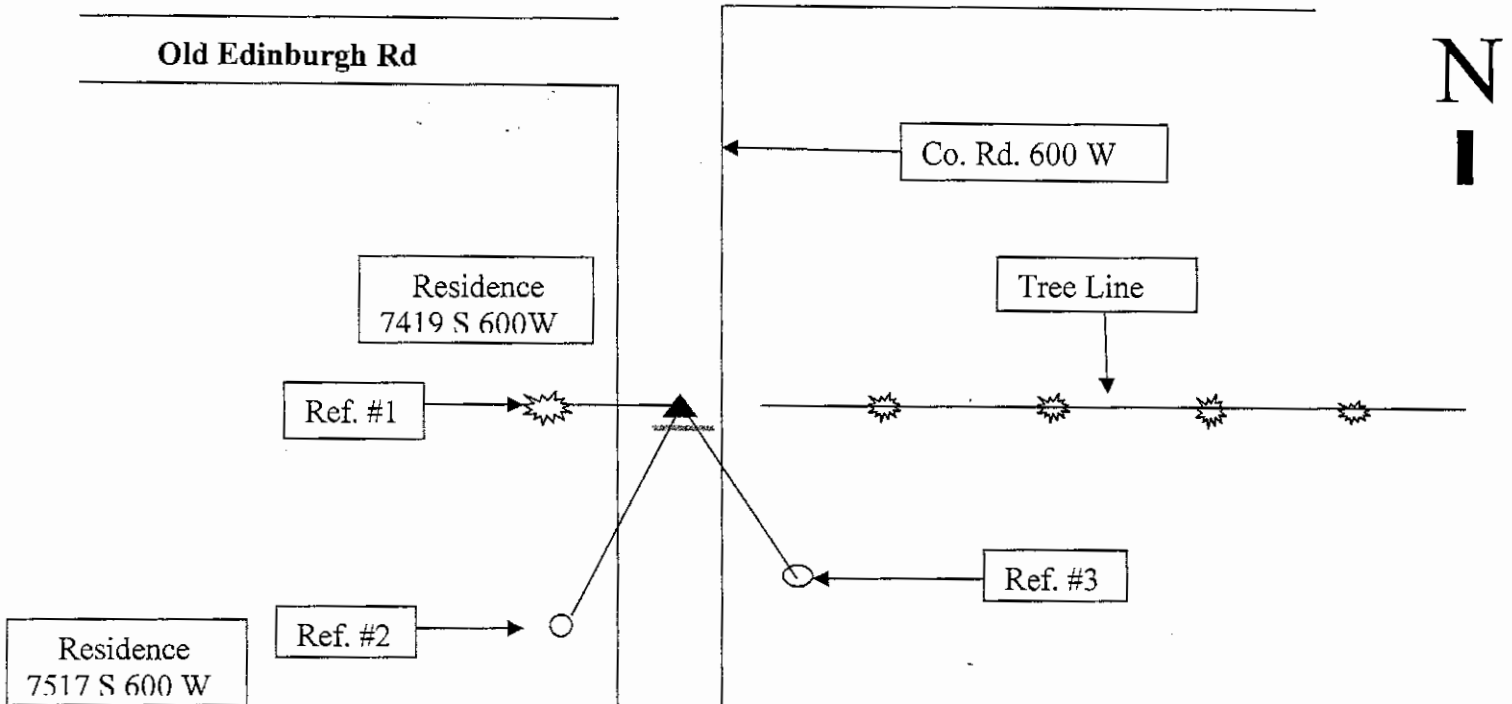 Old Edinburgh Rd
N
Co. Rd. 600 W
Residence
7419 S 600W
Tree Line
Ref. #1
Ref. #3
Ref. #2
Residence
7517 S 600 W